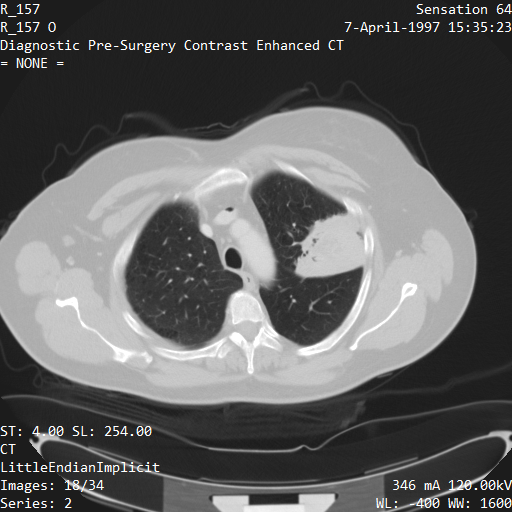 R_157
Sensation 64
R_157 O
7-April-1997 15:35:23
Diagnostic Pre-Surgery Contrast Enhanced CT
= NONE =
ST: 4.00 SL: 254.00
CT
LittleEndianImplicit
Images: 18/34
346 mA 120.00kV
Series: 2
WL: -400 WW: 1600